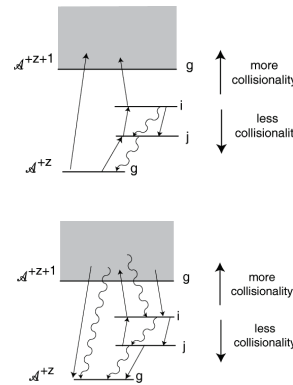 𝒜+z+1
g
more
collisionality
i
less
j
collisionalit
𝒜+z
g
𝒜+z+1
g
more
collisionality
i
less
j
collisionality
𝒜+z
g